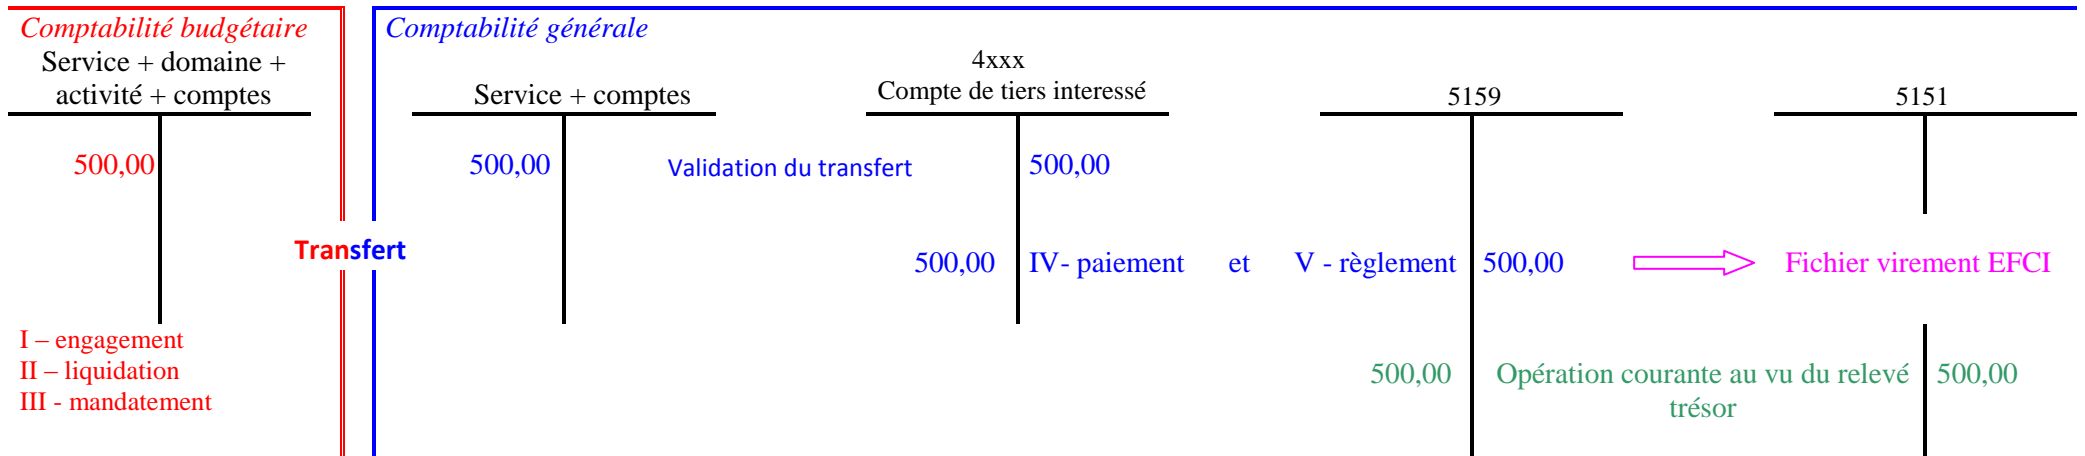 Comptabilité budgétaire
Comptabilité générale
Service + domaine +
activité + comptes
Service + comptes
4xxx
Compte de tiers interessé
5159
5151
500,00
500,00
Validation du transfert
500,00
Transfert
500,00
IV- paiement et V - règlement
500,00
Fichier virement EFCI
I – engagement
II – liquidation
III - mandatement
500,00
Opération courante au vu du relevé
trésor
500,00